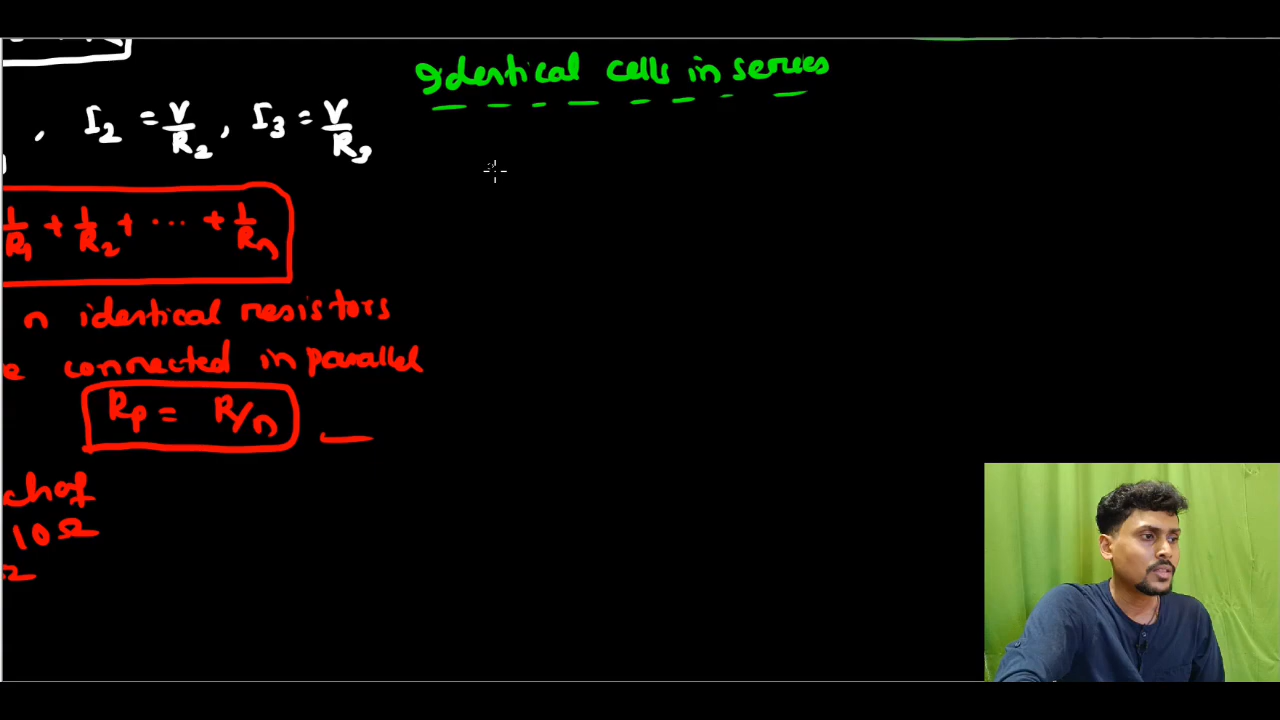 Identical cells in series
, I2 = V/R2, I3 = V/R3
1/R1 + 1/R2 + ... + 1/Rn
n identical resistors
connected in parallel
Rp = R/n
10Ω